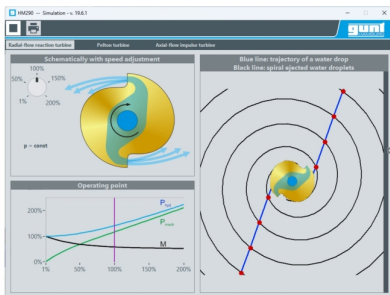 HM290 — Simulation - v. 19.6.1
gunt
Radial-flow reaction turbine
Pelton turbine
Axial-flow impulse turbine
Schematically with speed adjustment
100%
50%
150%
1%
200%
p = const
Operating point
200%
100%
0%
P hyd
P mech
M
1%
50%
100%
150%
200%
Blue line: trajectory of a water drop
Black line: spiral ejected water droplets